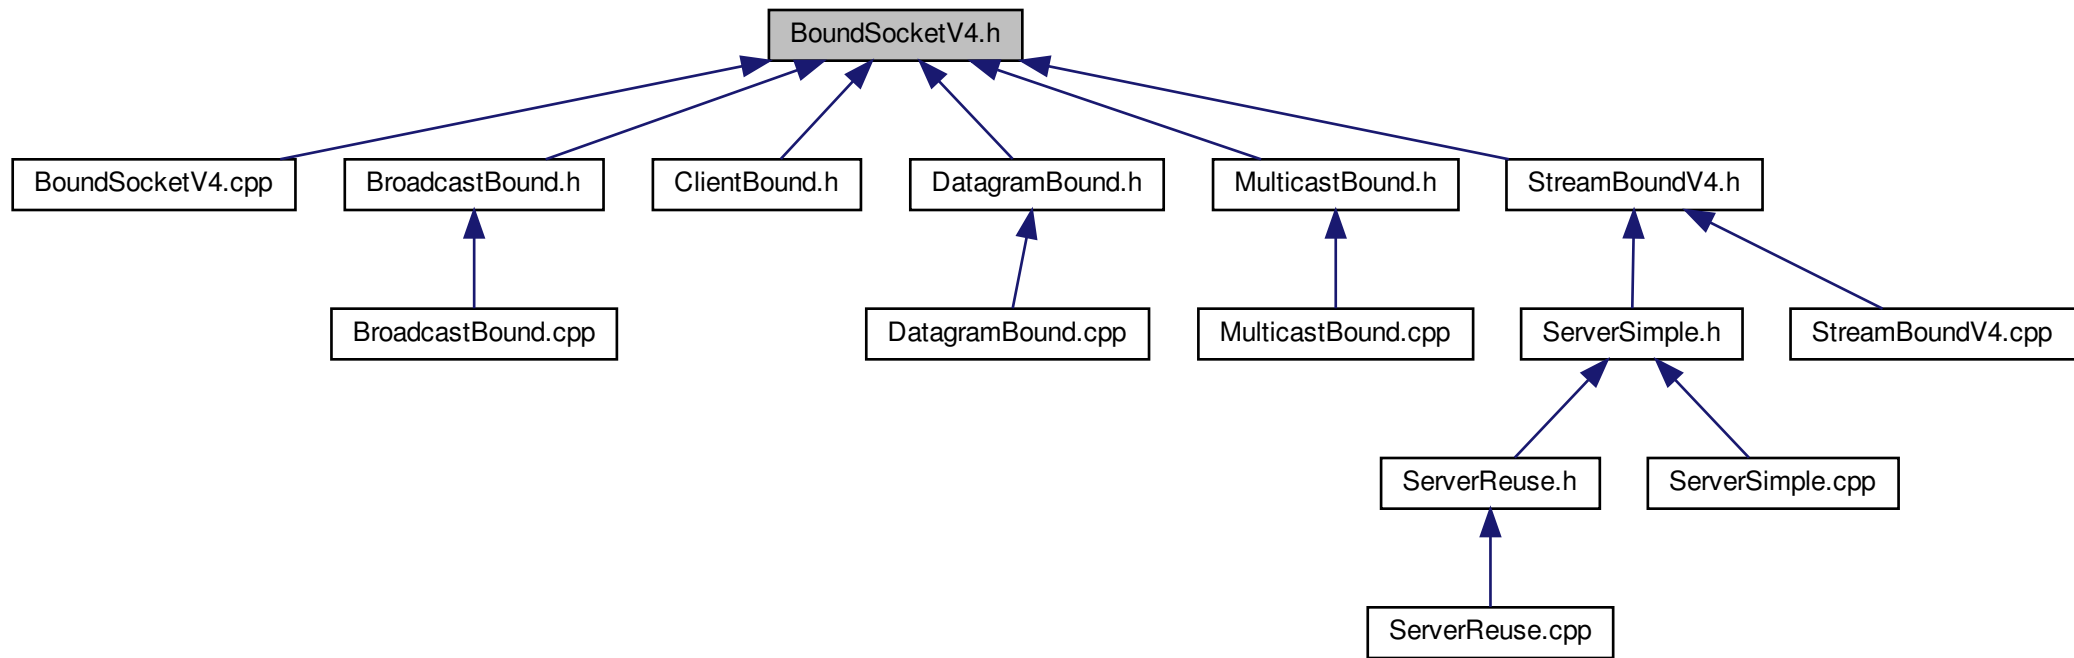 BoundSocketV4.h
BoundSocketV4.cpp
BroadcastBound.h
ClientBound.h
DatagramBound.h
MulticastBound.h
StreamBoundV4.h
BroadcastBound.cpp
DatagramBound.cpp
MulticastBound.cpp
ServerSimple.h
StreamBoundV4.cpp
ServerReuse.h
ServerSimple.cpp
ServerReuse.cpp